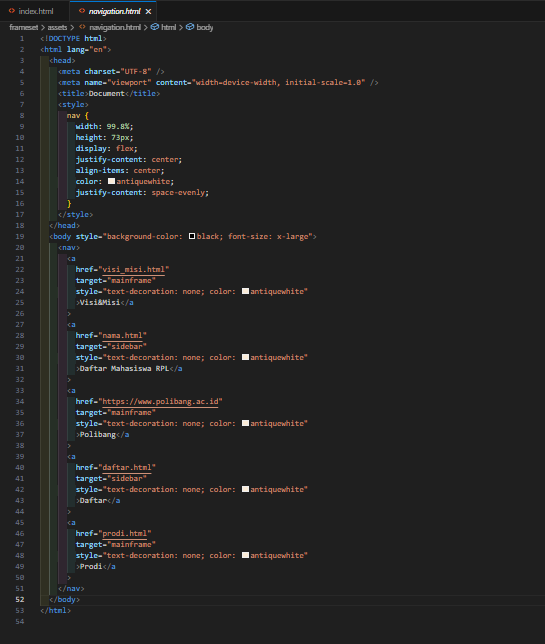 index.html navigation.html
frameset > assets > navigation.html > html > body
1 <!DOCTYPE html>
2 <html lang="en">
3 <head>
4 <meta charset="UTF-8" />
5 <meta name="viewport" content="width=device-width, initial-scale=1.0" />
6 <title>Document</title>
7 <style>
8 nav {
9 width: 99.8%;
10 height: 73px;
11 display: flex;
12 justify-content: center;
13 align-items: center;
14 color: antiquewhite;
15 justify-content: space-evenly;
16 }
17 </style>
18 </head>
19 <body style="background-color: black; font-size: x-large">
20 <nav>
21 <a
22 href="visi_misi.html"
23 target="mainframe"
24 style="text-decoration: none; color: antiquewhite"
25 >Visi&Misi</a
26 >
27 <a
28 href="nama.html"
29 target="sidebar"
30 style="text-decoration: none; color: antiquewhite"
31 >Daftar Mahasiswa RPL</a
32 >
33 <a
34 href="https://www.polibang.ac.id"
35 target="mainframe"
36 style="text-decoration: none; color: antiquewhite"
37 >Polibang</a
38 >
39 <a
40 href="daftar.html"
41 target="sidebar"
42 style="text-decoration: none; color: antiquewhite"
43 >Daftar</a
44 >
45 <a
46 href="prodi.html"
47 target="mainframe"
48 style="text-decoration: none; color: antiquewhite"
49 >Prodi</a
50 >
51 </nav>
52 </body>
53 </html>
54